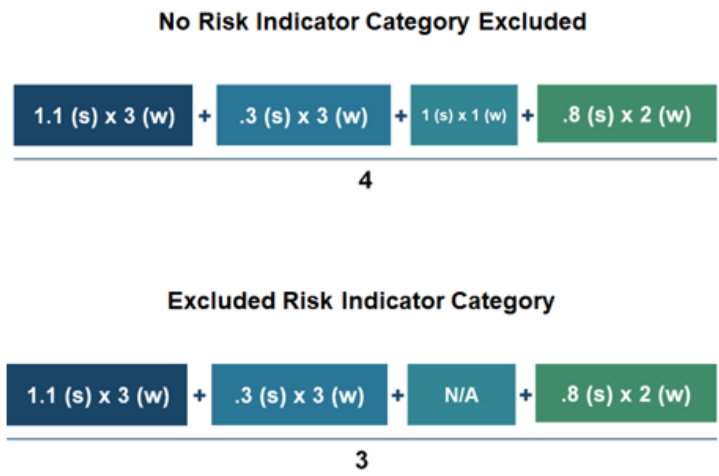 No Risk Indicator Category Excluded
1.1 (s) x 3 (w) + .3 (s) x 3 (w) + 1 (s) x 1 (w) + .8 (s) x 2 (w)
4
Excluded Risk Indicator Category
1.1 (s) x 3 (w) + .3 (s) x 3 (w) + N/A + .8 (s) x 2 (w)
3